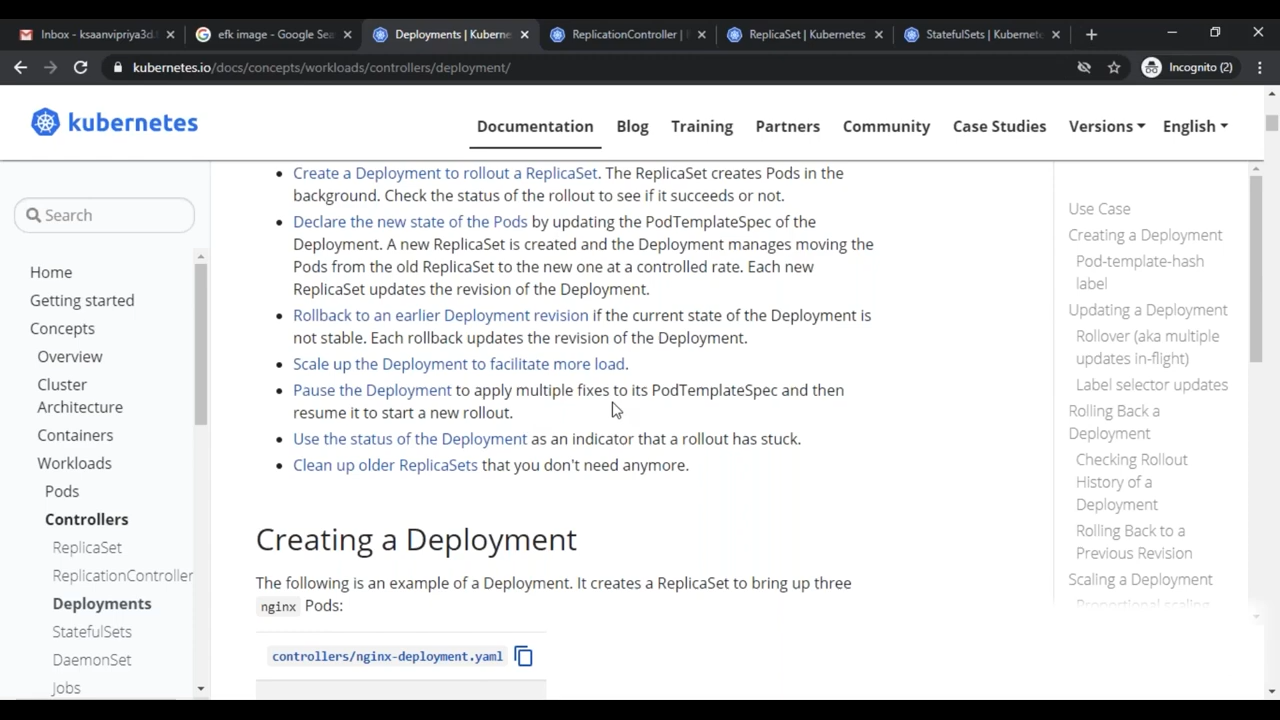 Inbox - ksaanvipriya3d.
efk image - Google Sea
Deployments | Kuberne
ReplicationController |
ReplicaSet | Kubernetes
StatefulSets | Kubernete
kubernetes.io/docs/concepts/workloads/controllers/deployment/
Incognito (2)
kubernetes
Documentation
Blog
Training
Partners
Community
Case Studies
Versions
English
Search
Home
Getting started
Concepts
Overview
Cluster
Architecture
Containers
Workloads
Pods
Controllers
ReplicaSet
ReplicationController
Deployments
StatefulSets
DaemonSet
Jobs
Create a Deployment to rollout a ReplicaSet. The ReplicaSet creates Pods in the
background. Check the status of the rollout to see if it succeeds or not.
Declare the new state of the Pods by updating the PodTemplateSpec of the
Deployment. A new ReplicaSet is created and the Deployment manages moving the
Pods from the old ReplicaSet to the new one at a controlled rate. Each new
ReplicaSet updates the revision of the Deployment.
Rollback to an earlier Deployment revision if the current state of the Deployment is
not stable. Each rollback updates the revision of the Deployment.
Scale up the Deployment to facilitate more load.
Pause the Deployment to apply multiple fixes to its PodTemplateSpec and then
resume it to start a new rollout.
Use the status of the Deployment as an indicator that a rollout has stuck.
Clean up older ReplicaSets that you don't need anymore.
Creating a Deployment
The following is an example of a Deployment. It creates a ReplicaSet to bring up three
nginx Pods:
controllers/nginx-deployment.yaml
Use Case
Creating a Deployment
Pod-template-hash
label
Updating a Deployment
Rollover (aka multiple
updates in-flight)
Label selector updates
Rolling Back a
Deployment
Checking Rollout
History of a
Deployment
Rolling Back to a
Previous Revision
Scaling a Deployment
Proportional scaling